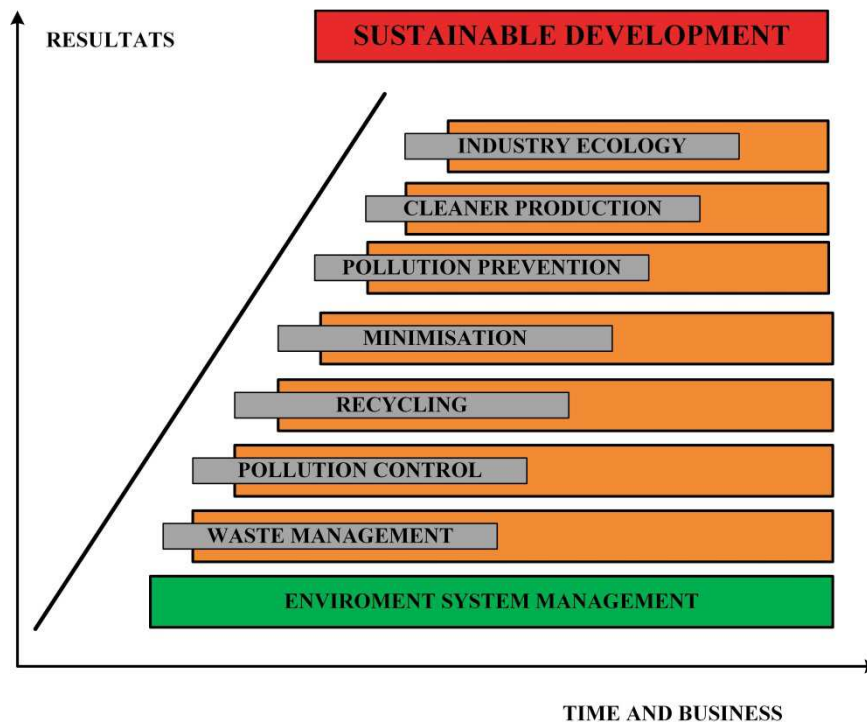 RESULTATS
SUSTAINABLE DEVELOPMENT
INDUSTRY ECOLOGY
CLEANER PRODUCTION
POLLUTION PREVENTION
MINIMISATION
RECYCLING
POLLUTION CONTROL
WASTE MANAGEMENT
ENVIROMENT SYSTEM MANAGEMENT
TIME AND BUSINESS